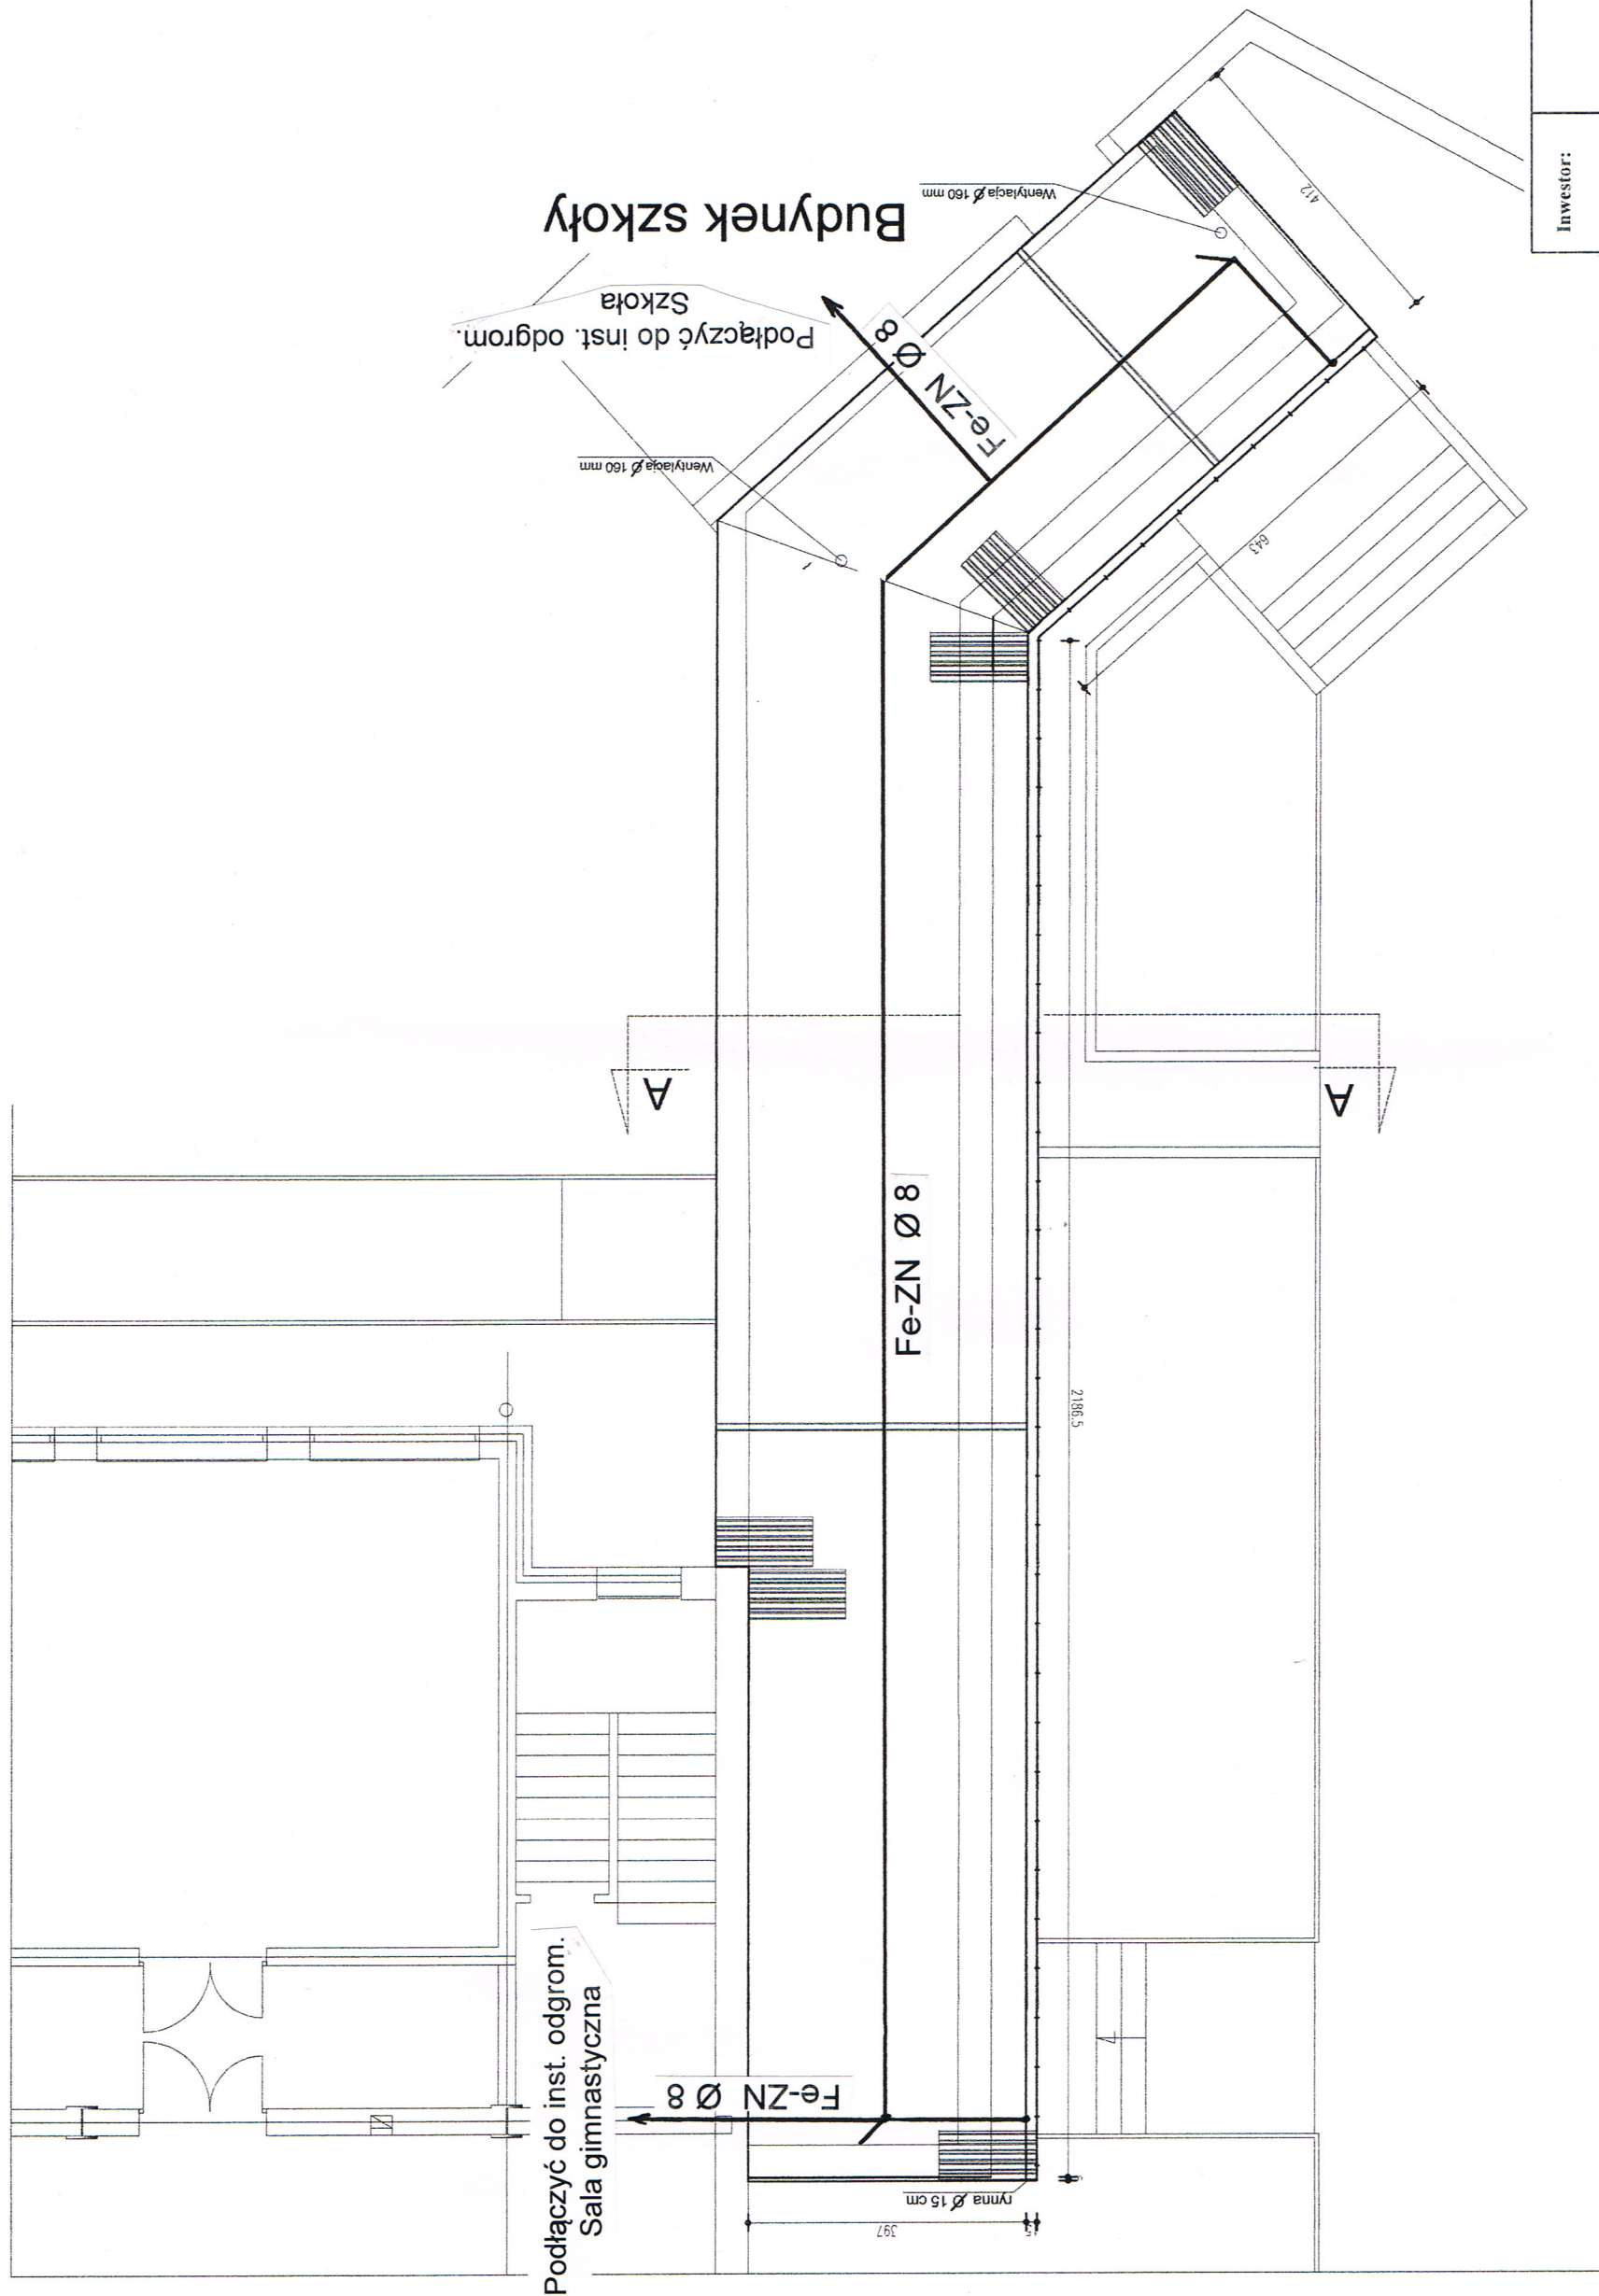 Inwestor:
412
Wentylacja Ø 160 mm
Budynek szkoły
Podłączyć do inst. odgrom.
Szkoła
Fe-ZN Ø 8
Wentylacja Ø 160 mm
643
A
A
Fe-ZN Ø 8
2186.5
Podłączyć do inst. odgrom.
Sala gimnastyczna
Fe-ZN Ø 8
rynna Ø 15 cm
397
15